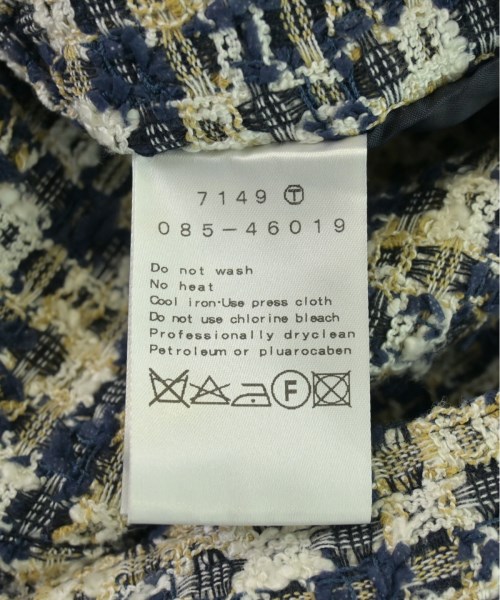 7149 Ⓣ
085-46019
Do not wash
No heat
Cool iron·Use press cloth
Do not use chlorine bleach
Professionally dryclean
Petroleum or pluarocaben
F